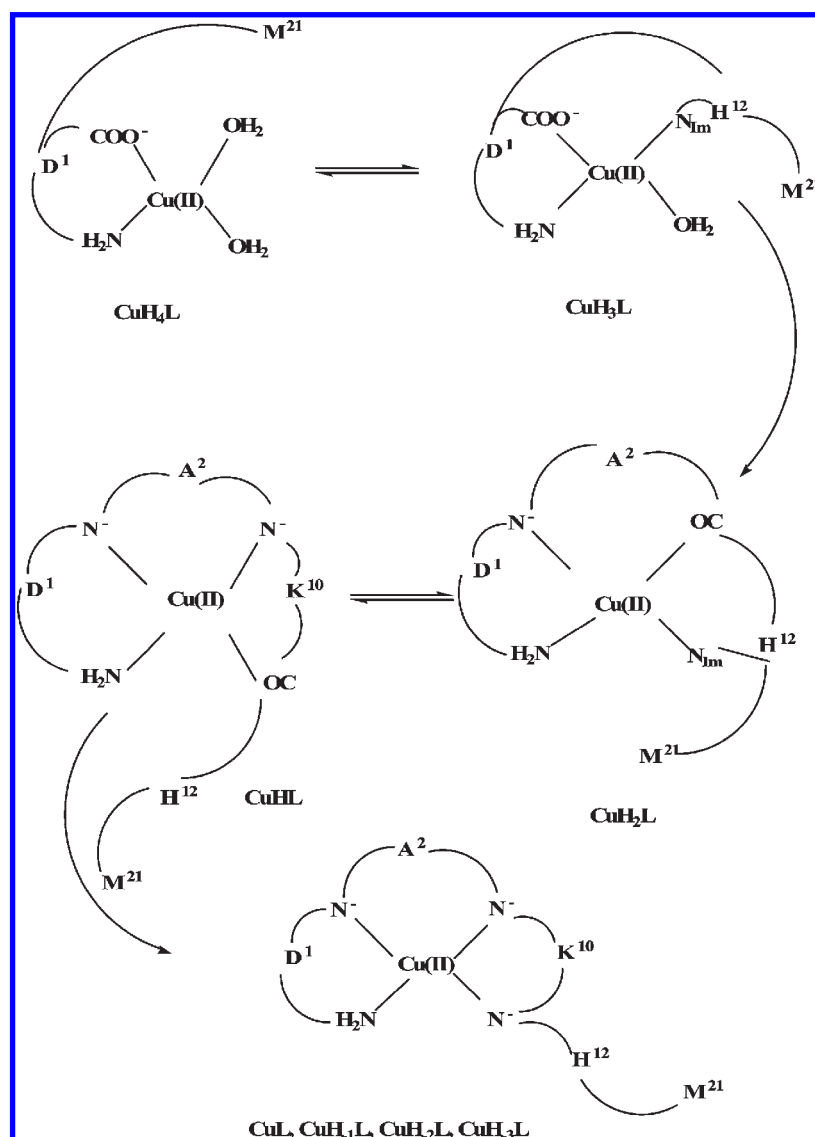 M²¹
COO⁻
OH₂
D¹
Cu(II)
H₂N
OH₂
CuH₄L
COO⁻
N_Im
H¹²
D¹
Cu(II)
M²
H₂N
OH₂
CuH₃L
A²
N⁻
N⁻
D¹
Cu(II)
K¹⁰
H₂N
OC
H¹²
CuHL
M²¹
A²
N⁻
OC
D¹
Cu(II)
H₂N
N_Im
H¹²
M²¹
CuH₂L
A²
N⁻
N⁻
D¹
Cu(II)
K¹⁰
H₂N
N⁻
H¹²
M²¹
CuL, CuH₋₁L, CuH₋₂L, CuH₋₃L